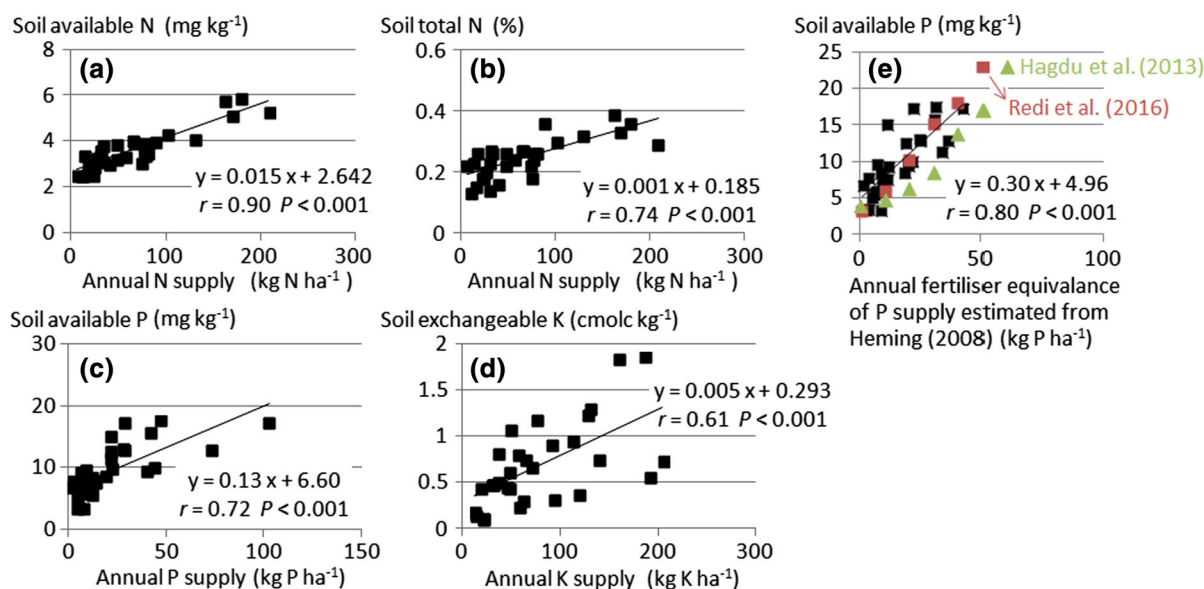 Soil available N (mg kg⁻¹)
(a)
8
6
4
2
0
y = 0.015 x + 2.642
r = 0.90 P < 0.001
0 100 200 300
Annual N supply (kg N ha⁻¹)
Soil total N (%)
(b)
0.6
0.4
0.2
0
y = 0.001 x + 0.185
r = 0.74 P < 0.001
0 100 200 300
Annual N supply (kg N ha⁻¹)
Soil available P (mg kg⁻¹)
(e)
25
20
15
10
5
0
Hagdu et al. (2013)
Redi et al. (2016)
y = 0.30 x + 4.96
r = 0.80 P < 0.001
0 50 100
Annual fertiliser equivalance
of P supply estimated from
Heming (2008) (kg P ha⁻¹)
Soil available P (mg kg⁻¹)
(c)
30
20
10
0
y = 0.13 x + 6.60
r = 0.72 P < 0.001
0 50 100 150
Annual P supply (kg P ha⁻¹)
Soil exchangeable K (cmolc kg⁻¹)
(d)
2
1.5
1
0.5
0
y = 0.005 x + 0.293
r = 0.61 P < 0.001
0 100 200 300
Annual K supply (kg K ha⁻¹)